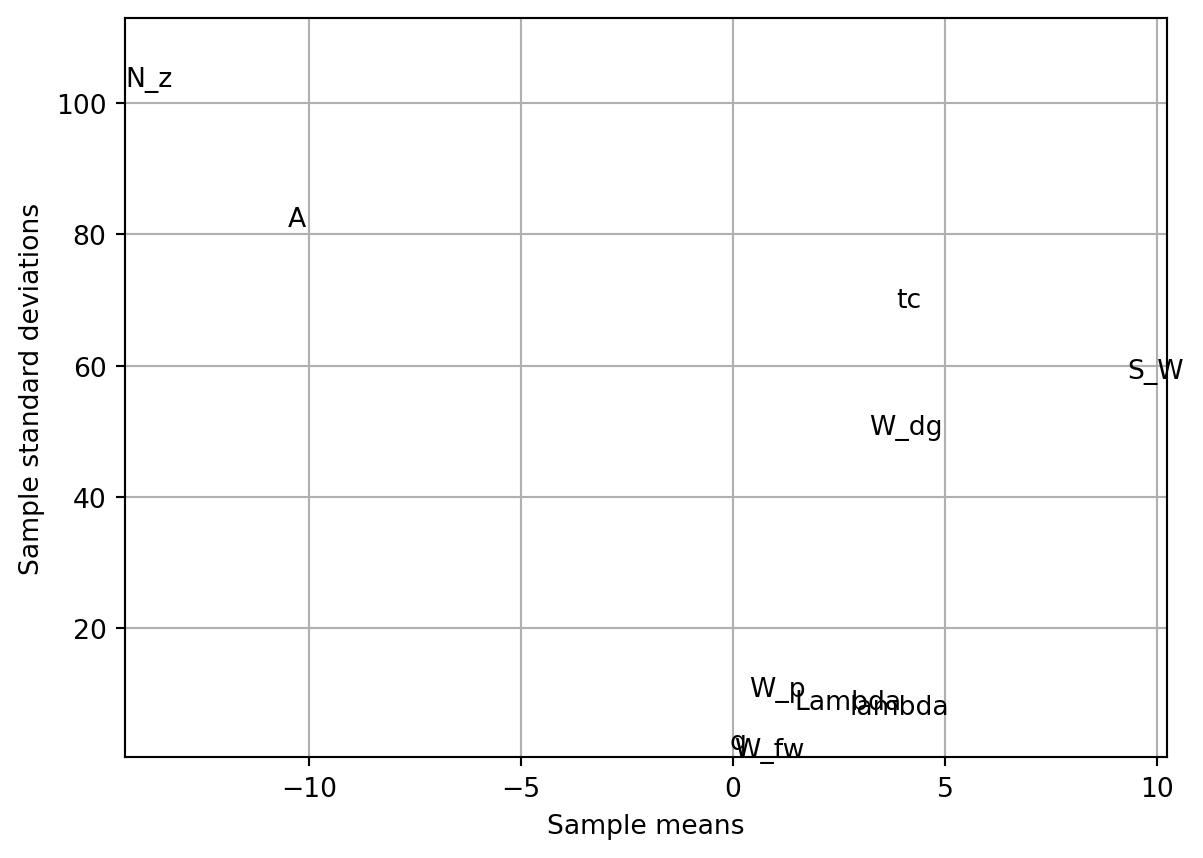 N_z
100
A
80
tc
60
S_W
W_dg
40
20
W_p
Lambda
lambda
q
W_fw
−10
−5
0
5
10
Sample means
Sample standard deviations